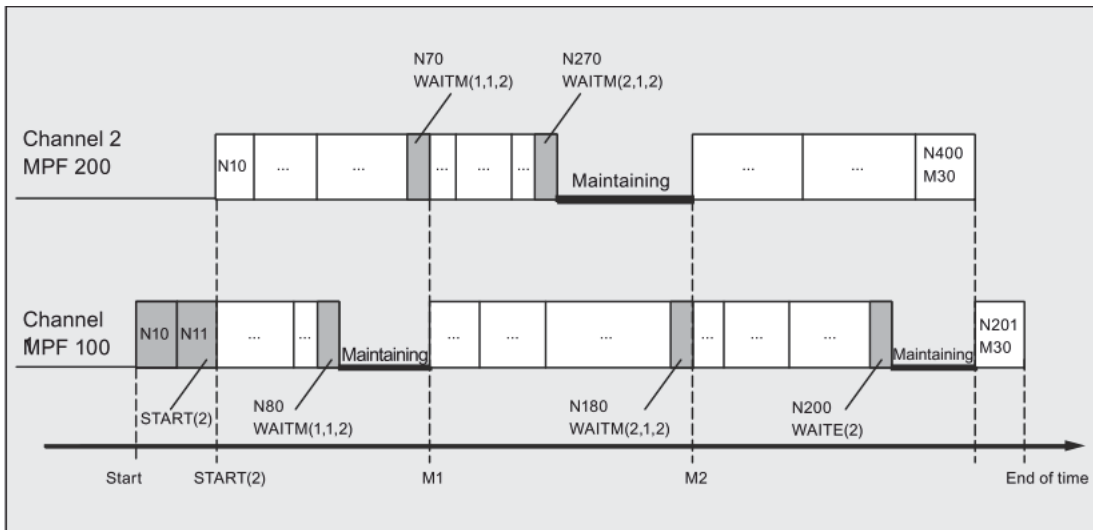 N70
WAITM(1,1,2)
N270
WAITM(2,1,2)
Channel 2
MPF 200
N10
...
...
...
...
...
Maintaining
...
...
N400
M30
Channel
1
MPF 100
N10
N11
...
...
Maintaining
...
...
...
...
...
...
Maintaining
N201
M30
START(2)
N80
WAITM(1,1,2)
N180
WAITM(2,1,2)
N200
WAITE(2)
Start
START(2)
M1
M2
End of time